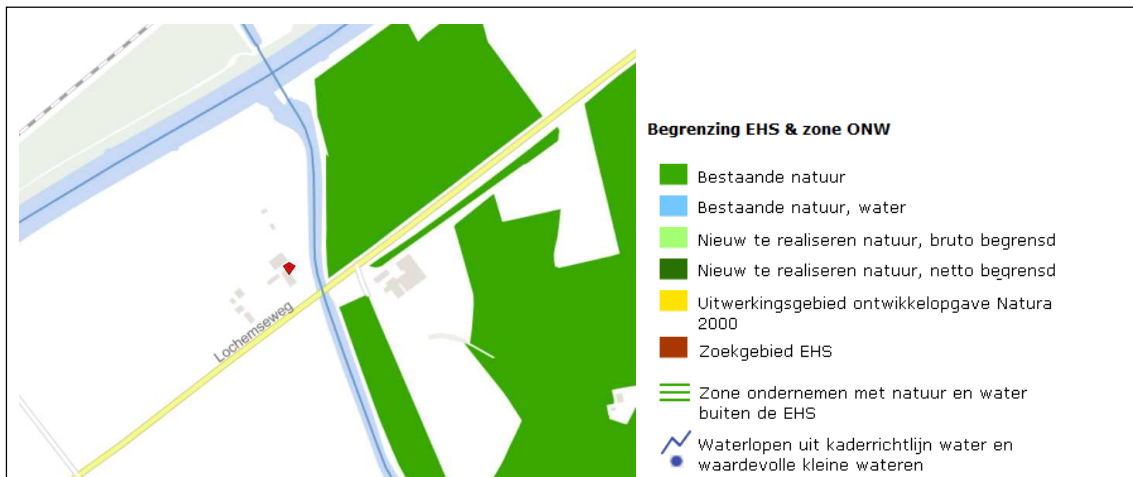 Begrenzing EHS & zone ONW
Bestaande natuur
Bestaande natuur, water
Nieuw te realiseren natuur, bruto begrensd
Nieuw te realiseren natuur, netto begrensd
Uitwerkingsgebied ontwikkelopgave Natura
2000
Zoekgebied EHS
Zone ondernemen met natuur en water
buiten de EHS
Waterlopen uit kaderrichtlijn water en
waardevolle kleine wateren
Lochemseweg